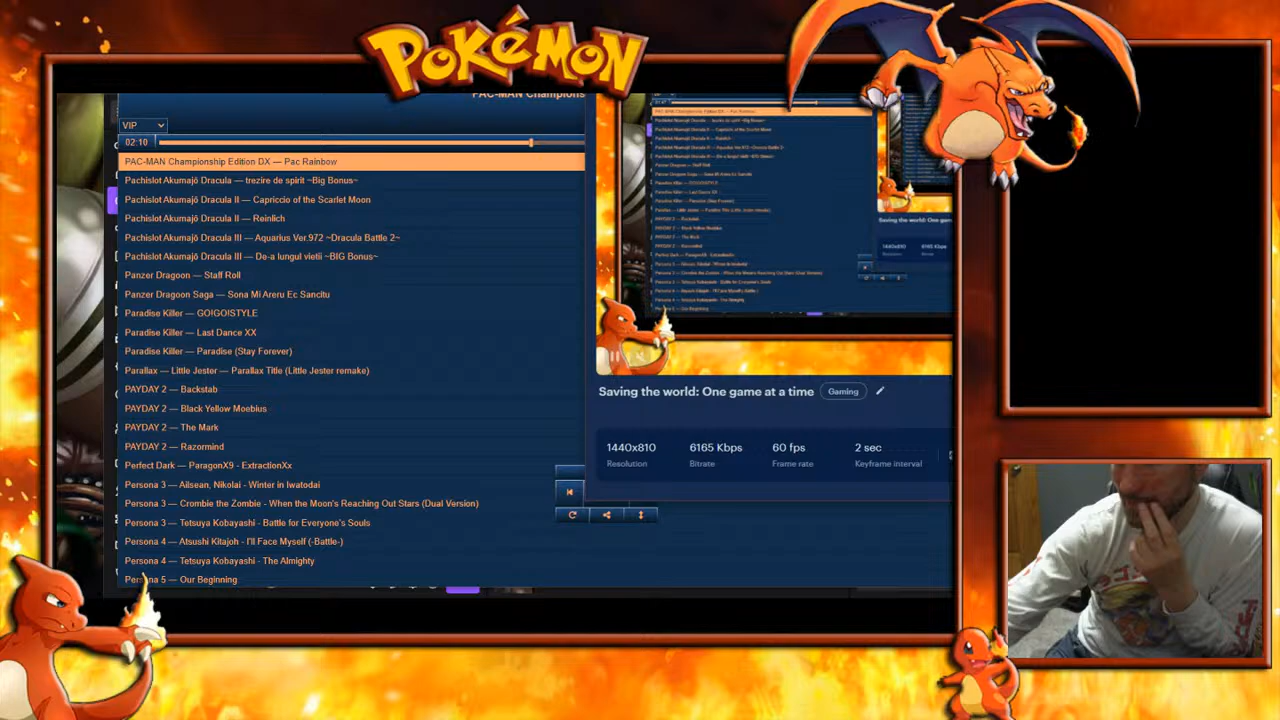 POKéMON
PAC-MAN Champions
VIP
02:10
PAC-MAN Championship Edition DX — Pac Rainbow
Pachislot Akumajō Dracula — trezire de spirit ~Big Bonus~
Pachislot Akumajō Dracula II — Capriccio of the Scarlet Moon
Pachislot Akumajō Dracula II — Reinlich
Pachislot Akumajō Dracula III — Aquarius Ver.972 ~Dracula Battle 2~
Pachislot Akumajō Dracula III — De-a lungul vietii ~BIG Bonus~
Panzer Dragoon — Staff Roll
Panzer Dragoon Saga — Sona Mi Areru Ec Sancitu
Paradise Killer — GO!GO!STYLE
Paradise Killer — Last Dance XX
Paradise Killer — Paradise (Stay Forever)
Parallax — Little Jester — Parallax Title (Little Jester remake)
PAYDAY 2 — Backstab
PAYDAY 2 — Black Yellow Moebius
PAYDAY 2 — The Mark
PAYDAY 2 — Razormind
Perfect Dark — ParagonX9 - ExtractionXx
Persona 3 — Ailsean, Nikolai - Winter in Iwatodai
Persona 3 — Crombie the Zombie - When the Moon's Reaching Out Stars (Dual Version)
Persona 3 — Tetsuya Kobayashi - Battle for Everyone's Souls
Persona 4 — Atsushi Kitajoh - I'll Face Myself (-Battle-)
Persona 4 — Tetsuya Kobayashi - The Almighty
Persona 5 — Our Beginning
Saving the world: One game at a time
Gaming
1440x810
6165 Kbps
60 fps
2 sec
Resolution
Bitrate
Frame rate
Keyframe interval